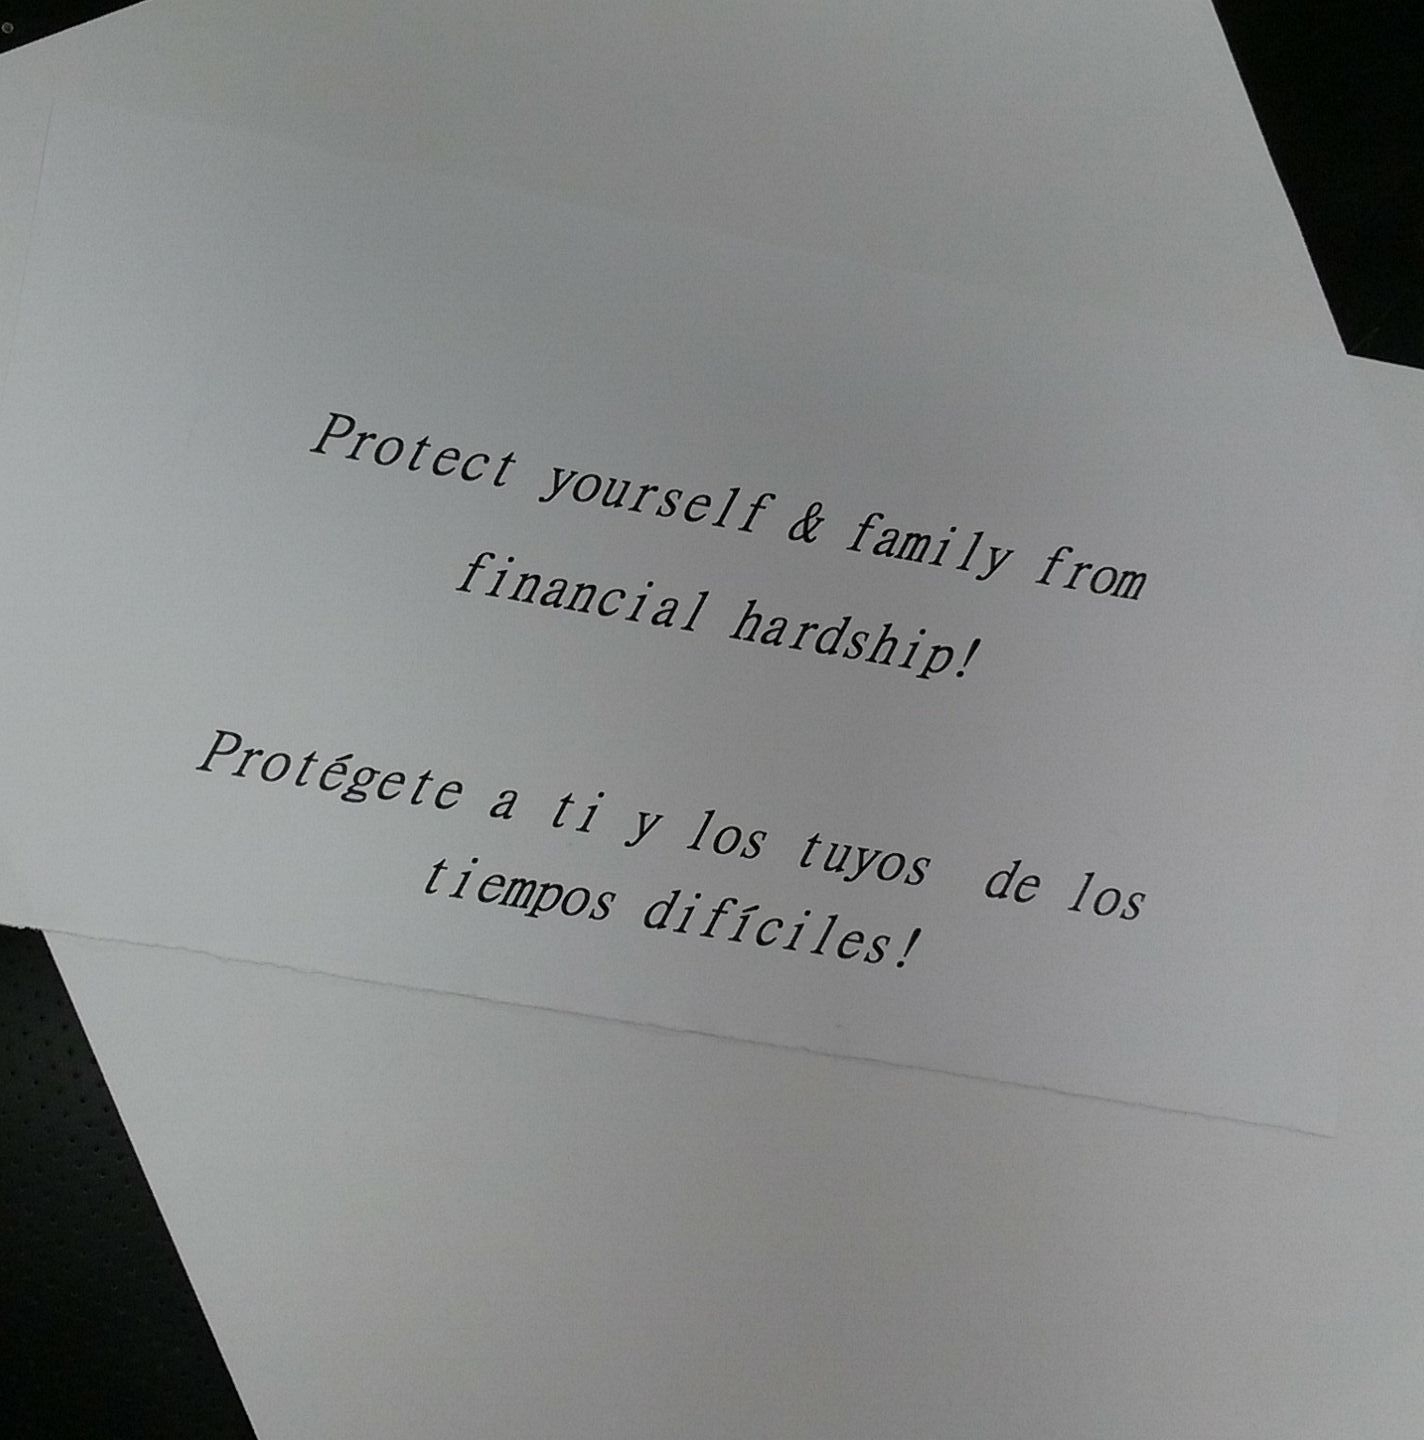 Protect yourself & family from
financial hardship!
Protégete a ti y los tuyos de los
tiempos difíciles!